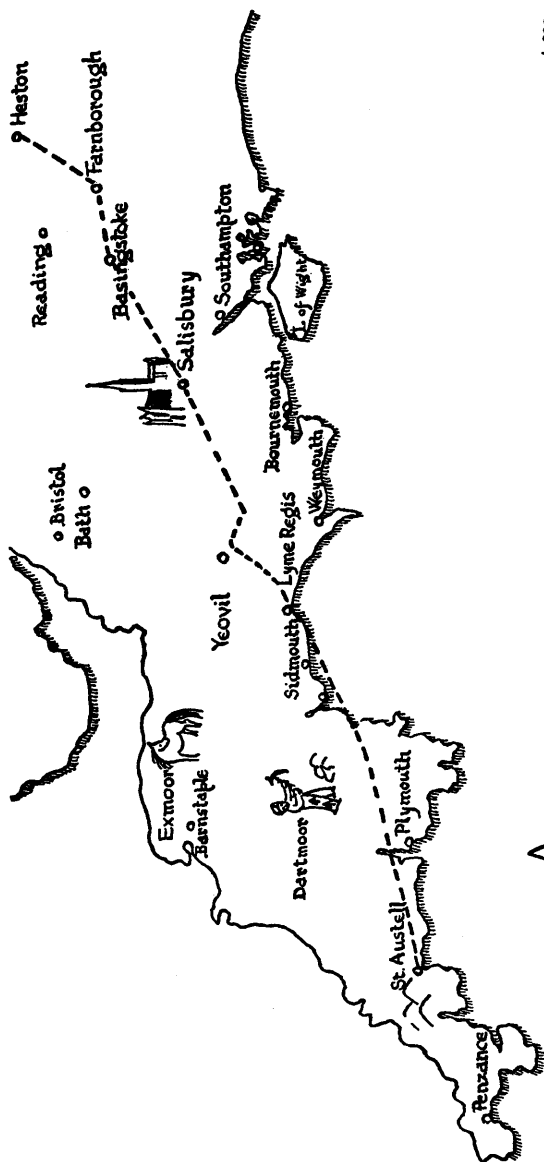 Heston
Farnborough
Reading
Basingstoke
Salisbury
Southampton
I. of Wight
Bournemouth
Weymouth
Bristol
Bath
Yeovil
Lyme Regis
Sidmouth
Exmoor
Barnstaple
Dartmoor
Plymouth
St. Austell
Penzance